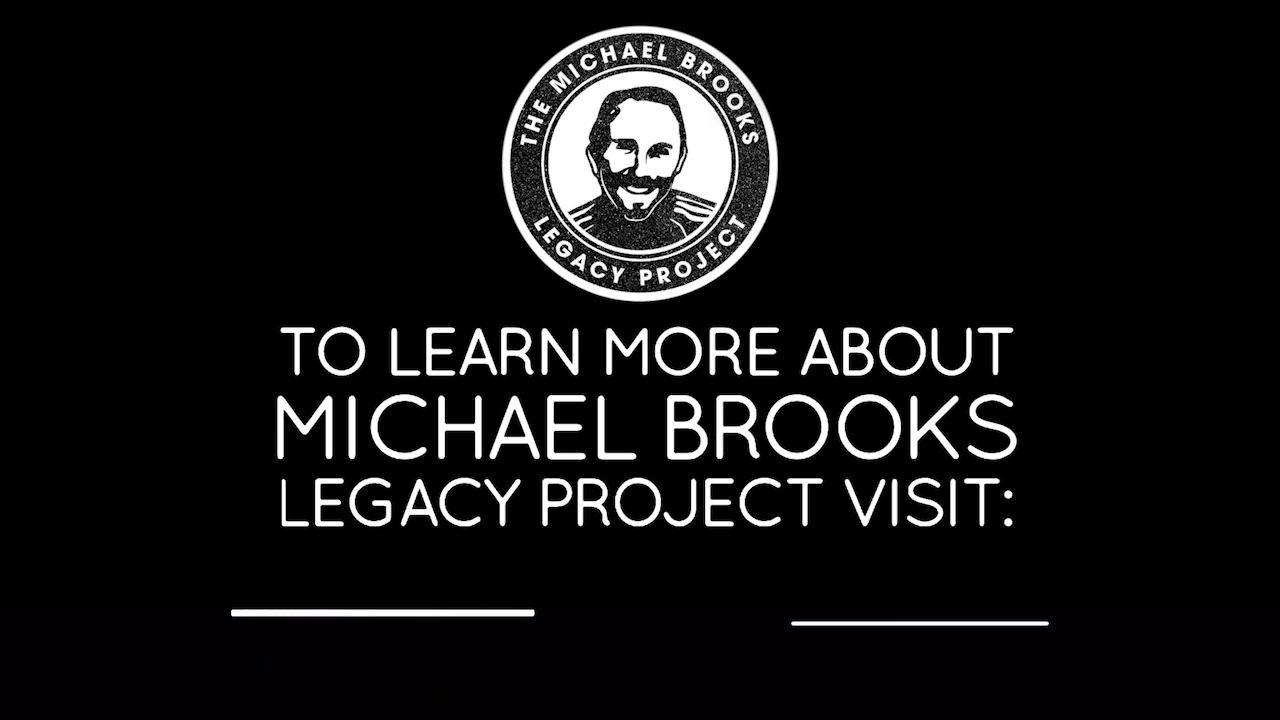 THE MICHAEL BROOKS
LEGACY PROJECT
TO LEARN MORE ABOUT
MICHAEL BROOKS
LEGACY PROJECT VISIT: